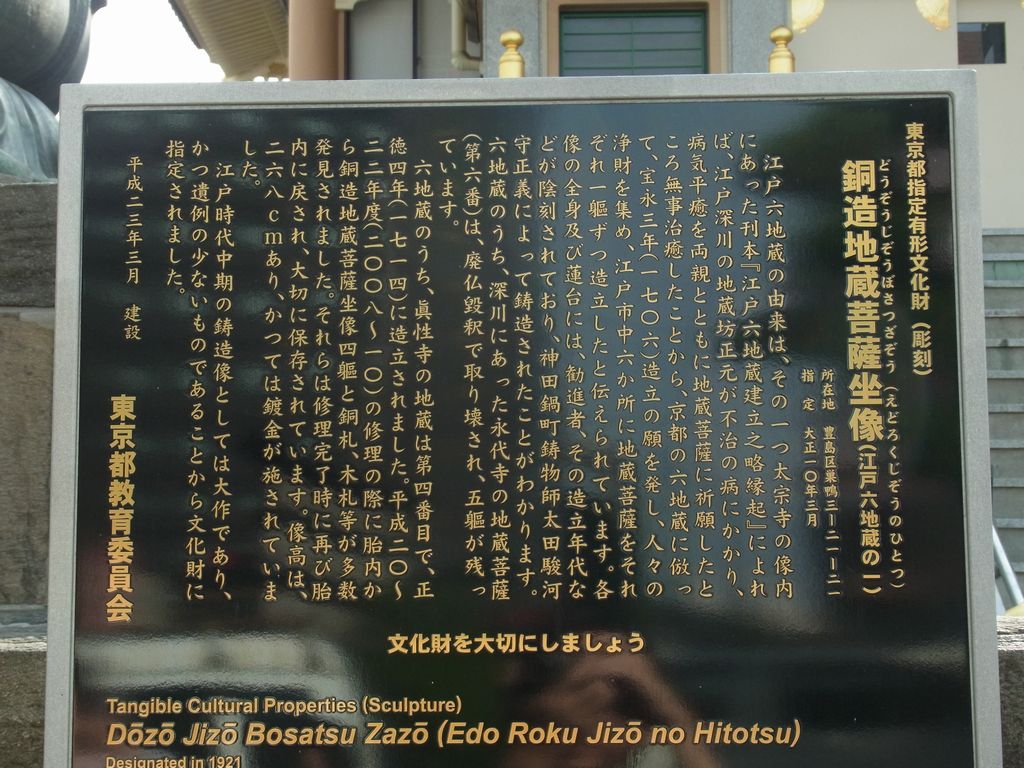 東京都指定有形文化財（彫刻）
どうぞうじぞうぼさつざぞう（えどろくじぞうのひとつ）
銅造地蔵菩薩坐像（江戸六地蔵の一）
所在地　豊島区巣鴨三－二一－二一
指定　大正一〇年三月
江戸六地蔵の由来は、その一つ太宗寺の像内
にあった刊本『江戸六地蔵建立之略縁起』によれ
ば、江戸深川の地蔵坊正元が不治の病にかかり、
病気平癒を両親とともに地蔵菩薩に祈願したと
ころ無事治癒したことから、京都の六地蔵に倣っ
て、宝永三年（一七〇六）造立の願を発し、人々の
浄財を集め、江戸市中六か所に地蔵菩薩をそれ
ぞれ一軀ずつ造立したと伝えられています。各
像の全身及び蓮台には、勧進者、その造立年代な
どが陰刻されており、神田鍋町鋳物師太田駿河
守正義によって鋳造されたことがわかります。
六地蔵のうち、深川にあった永代寺の地蔵菩薩
（第六番）は、廃仏毀釈で取り壊され、五軀が残っ
ています。
六地蔵のうち、眞性寺の地蔵は第四番目で、正
徳四年（一七一四）に造立されました。平成二〇～
二二年度（二〇〇八～一〇）の修理の際に胎内か
ら銅造地蔵菩薩坐像四軀と銅札、木札等が多数
発見されました。それらは修理完了時に再び胎
内に戻され、大切に保存されています。像高は、
二六八ｃｍあり、かつては鍍金が施されていま
した。
江戸時代中期の鋳造像としては大作であり、
かつ遺例の少ないものであることから文化財に
指定されました。
平成二三年三月　建設
東京都教育委員会
文化財を大切にしましょう
Tangible Cultural Properties (Sculpture)
Dōzō Jizō Bosatsu Zazō (Edo Roku Jizō no Hitotsu)
Designated in 1921